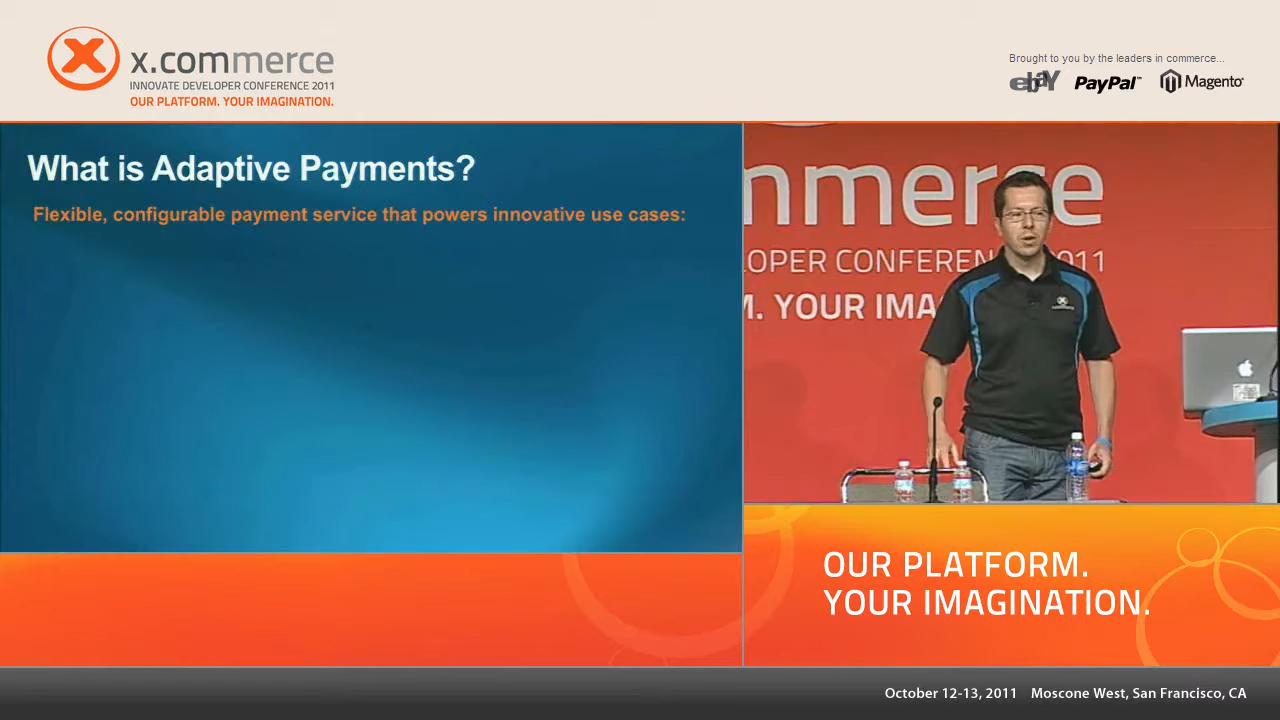 x.commerce
INNOVATE DEVELOPER CONFERENCE 2011
OUR PLATFORM. YOUR IMAGINATION.
Brought to you by the leaders in commerce...
ebaY PayPal™ Magento®
What is Adaptive Payments?
Flexible, configurable payment service that powers innovative use cases:
mmerce
LOPER CONFEREN 2011
M. YOUR IMA
OUR PLATFORM.
YOUR IMAGINATION.
October 12-13, 2011 Moscone West, San Francisco, CA